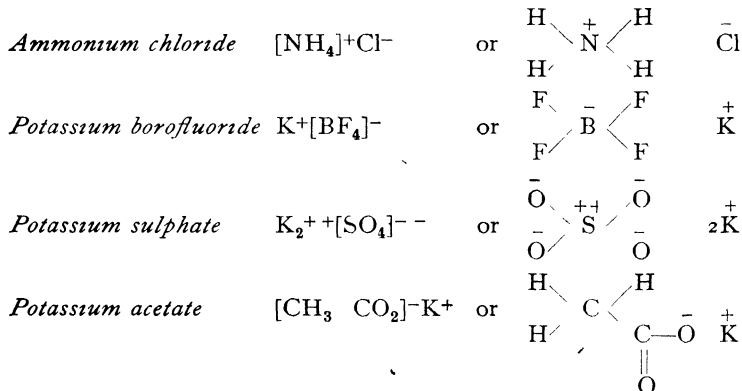 H H −
Ammonium chloride [NH₄]⁺Cl⁻ or N⁺ Cl
H H
F F +
Potassium borofluoride K⁺[BF₄]⁻ or B⁻ K
F F
O⁻ O⁻ +
Potassium sulphate K₂⁺⁺[SO₄]⁻⁻ or S⁺⁺ 2K
O⁻ O⁻
H H
Potassium acetate [CH₃ CO₂]⁻K⁺ or C
H C—O⁻ K⁺
O